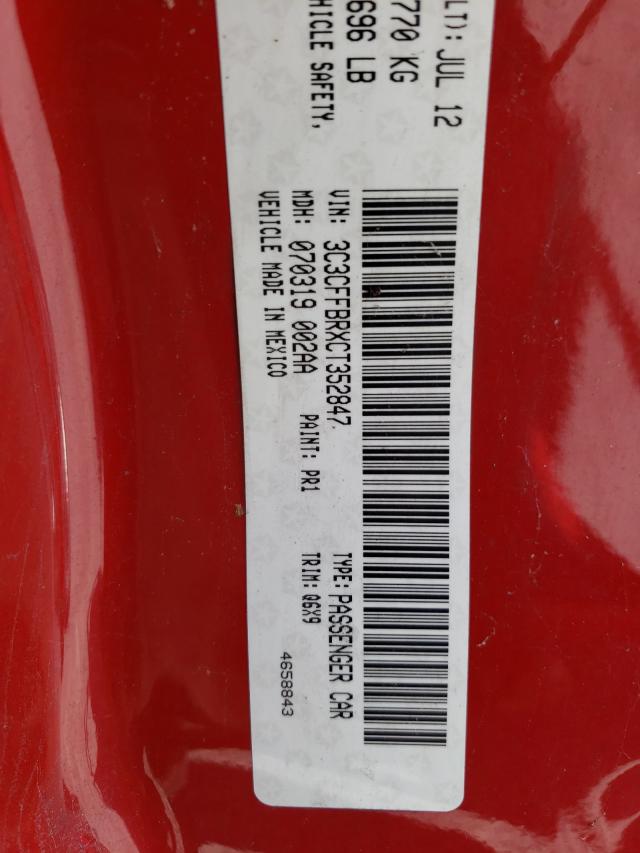 LT): JUL 12
770 KG
696 LB
VEHICLE SAFETY,
VIN: 3C3CFFBRXCT352847 TYPE: PASSENGER CAR
MDH: 070319 002AA PAINT: PR1 TRIM: Q6X9
VEHICLE MADE IN MEXICO
4658843